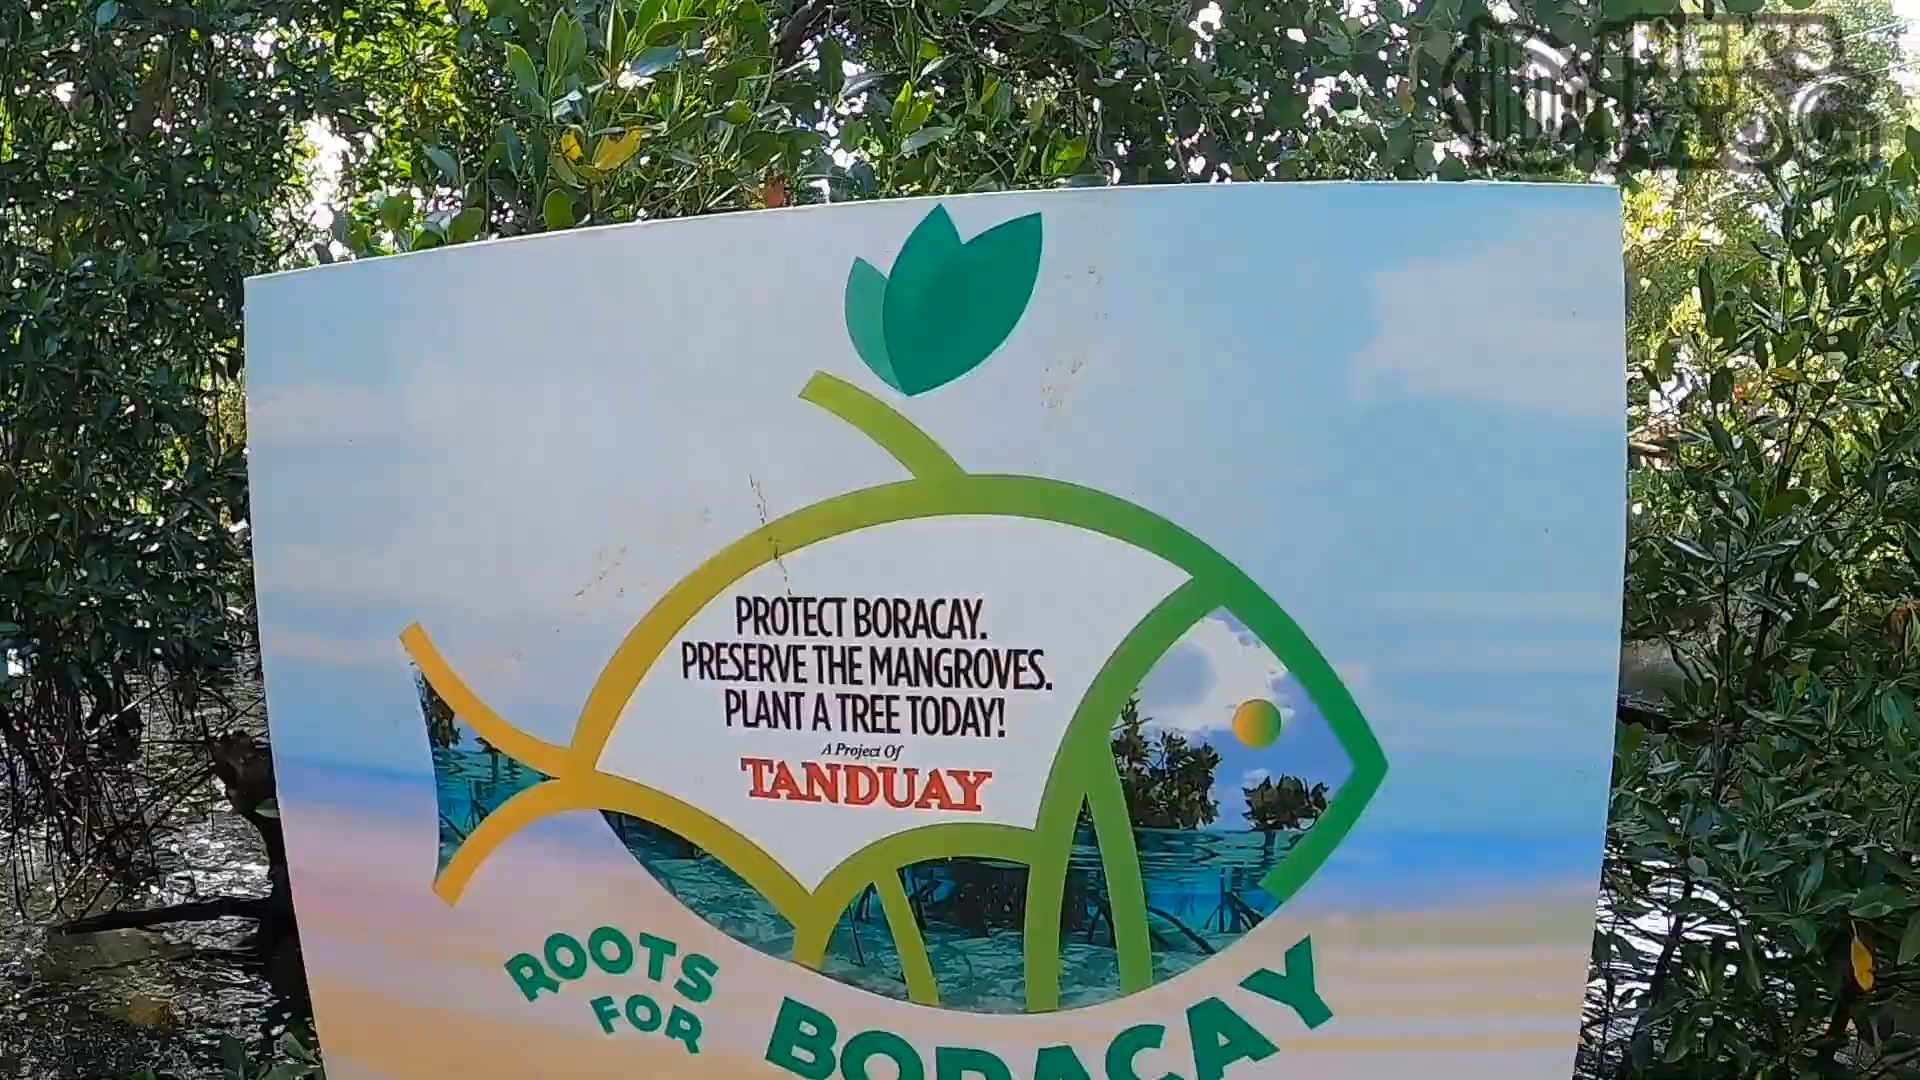 PROTECT BORACAY.
PRESERVE THE MANGROVES.
PLANT A TREE TODAY!
A Project Of
TANDUAY
ROOTS
FOR
BORACAY